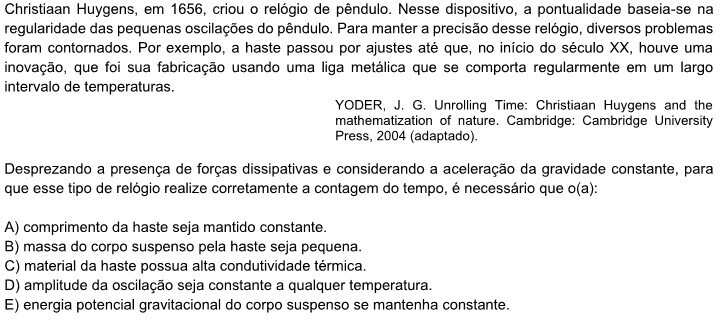 Christiaan Huygens, em 1656, criou o relógio de pêndulo. Nesse dispositivo, a pontualidade baseia-se na
regularidade das pequenas oscilações do pêndulo. Para manter a precisão desse relógio, diversos problemas
foram contornados. Por exemplo, a haste passou por ajustes até que, no início do século XX, houve uma
inovação, que foi sua fabricação usando uma liga metálica que se comporta regularmente em um largo
intervalo de temperaturas.
YODER, J. G. Unrolling Time: Christiaan Huygens and the
mathematization of nature. Cambridge: Cambridge University
Press, 2004 (adaptado).
Desprezando a presença de forças dissipativas e considerando a aceleração da gravidade constante, para
que esse tipo de relógio realize corretamente a contagem do tempo, é necessário que o(a):
A) comprimento da haste seja mantido constante.
B) massa do corpo suspenso pela haste seja pequena.
C) material da haste possua alta condutividade térmica.
D) amplitude da oscilação seja constante a qualquer temperatura.
E) energia potencial gravitacional do corpo suspenso se mantenha constante.